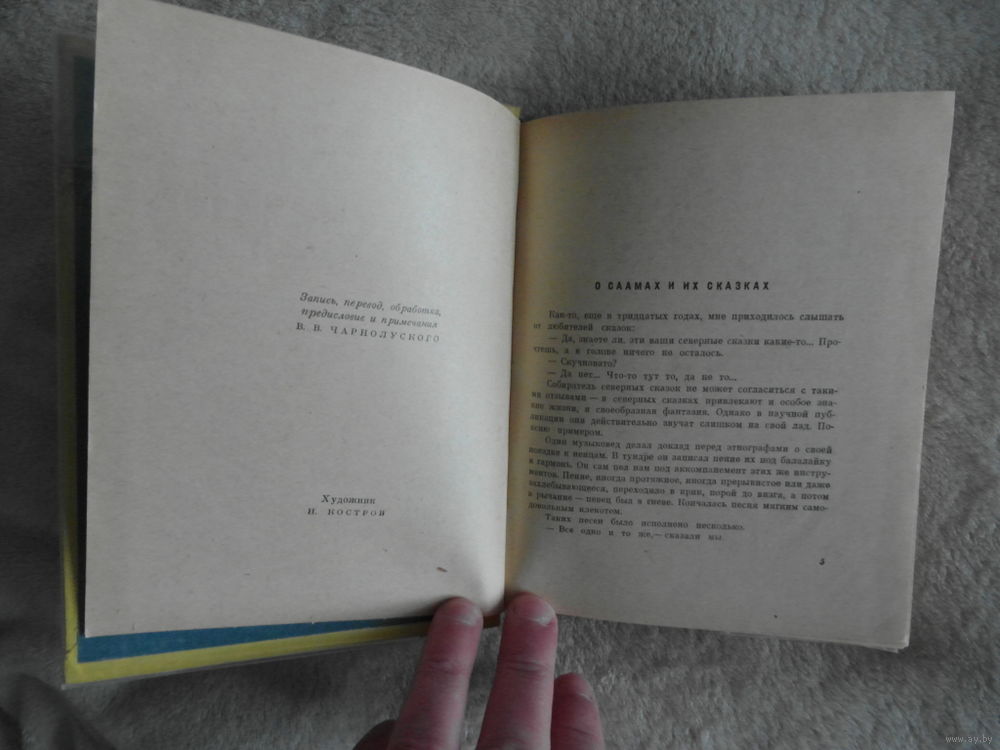 Запись, перевод, обработка,
предисловие и примечания
В. В. ЧАРНОЛУСКОГО
Художник
Н. КОСТРОВ
О СААМАХ И ИХ СКАЗКАХ
Как-то, еще в тридцатых годах, мне приходилось слышать
от любителей сказок:
— Да, знаете ли, эти ваши северные сказки какие-то... Про-
чтешь, а в голове ничего не осталось.
— Скучновато?
— Да нет... Что-то тут то, да не то...
Собиратель северных сказок не может согласиться с таки-
ми отзывами — в северных сказках привлекают и особое зна-
ние жизни, и своеобразная фантазия. Однако в научной пуб-
ликации они действительно звучат слишком на свой лад. По-
ясню примером.
Один музыковед делал доклад перед этнографами о своей
поездке к ненцам. В тундре он записал пение их под балалайку
и гармонь. Он сам пел нам под аккомпанемент этих же инстру-
ментов. Пение, иногда протяжное, иногда прерывистое или даже
захлебывающееся, переходило в крик, порой до визга, а потом
в рычание — певец был в гневе. Кончалась песня мягким само-
довольным клекотом.
Таких песен было исполнено несколько.
— Все одно и то же,— сказали мы.
5
www.ay.by